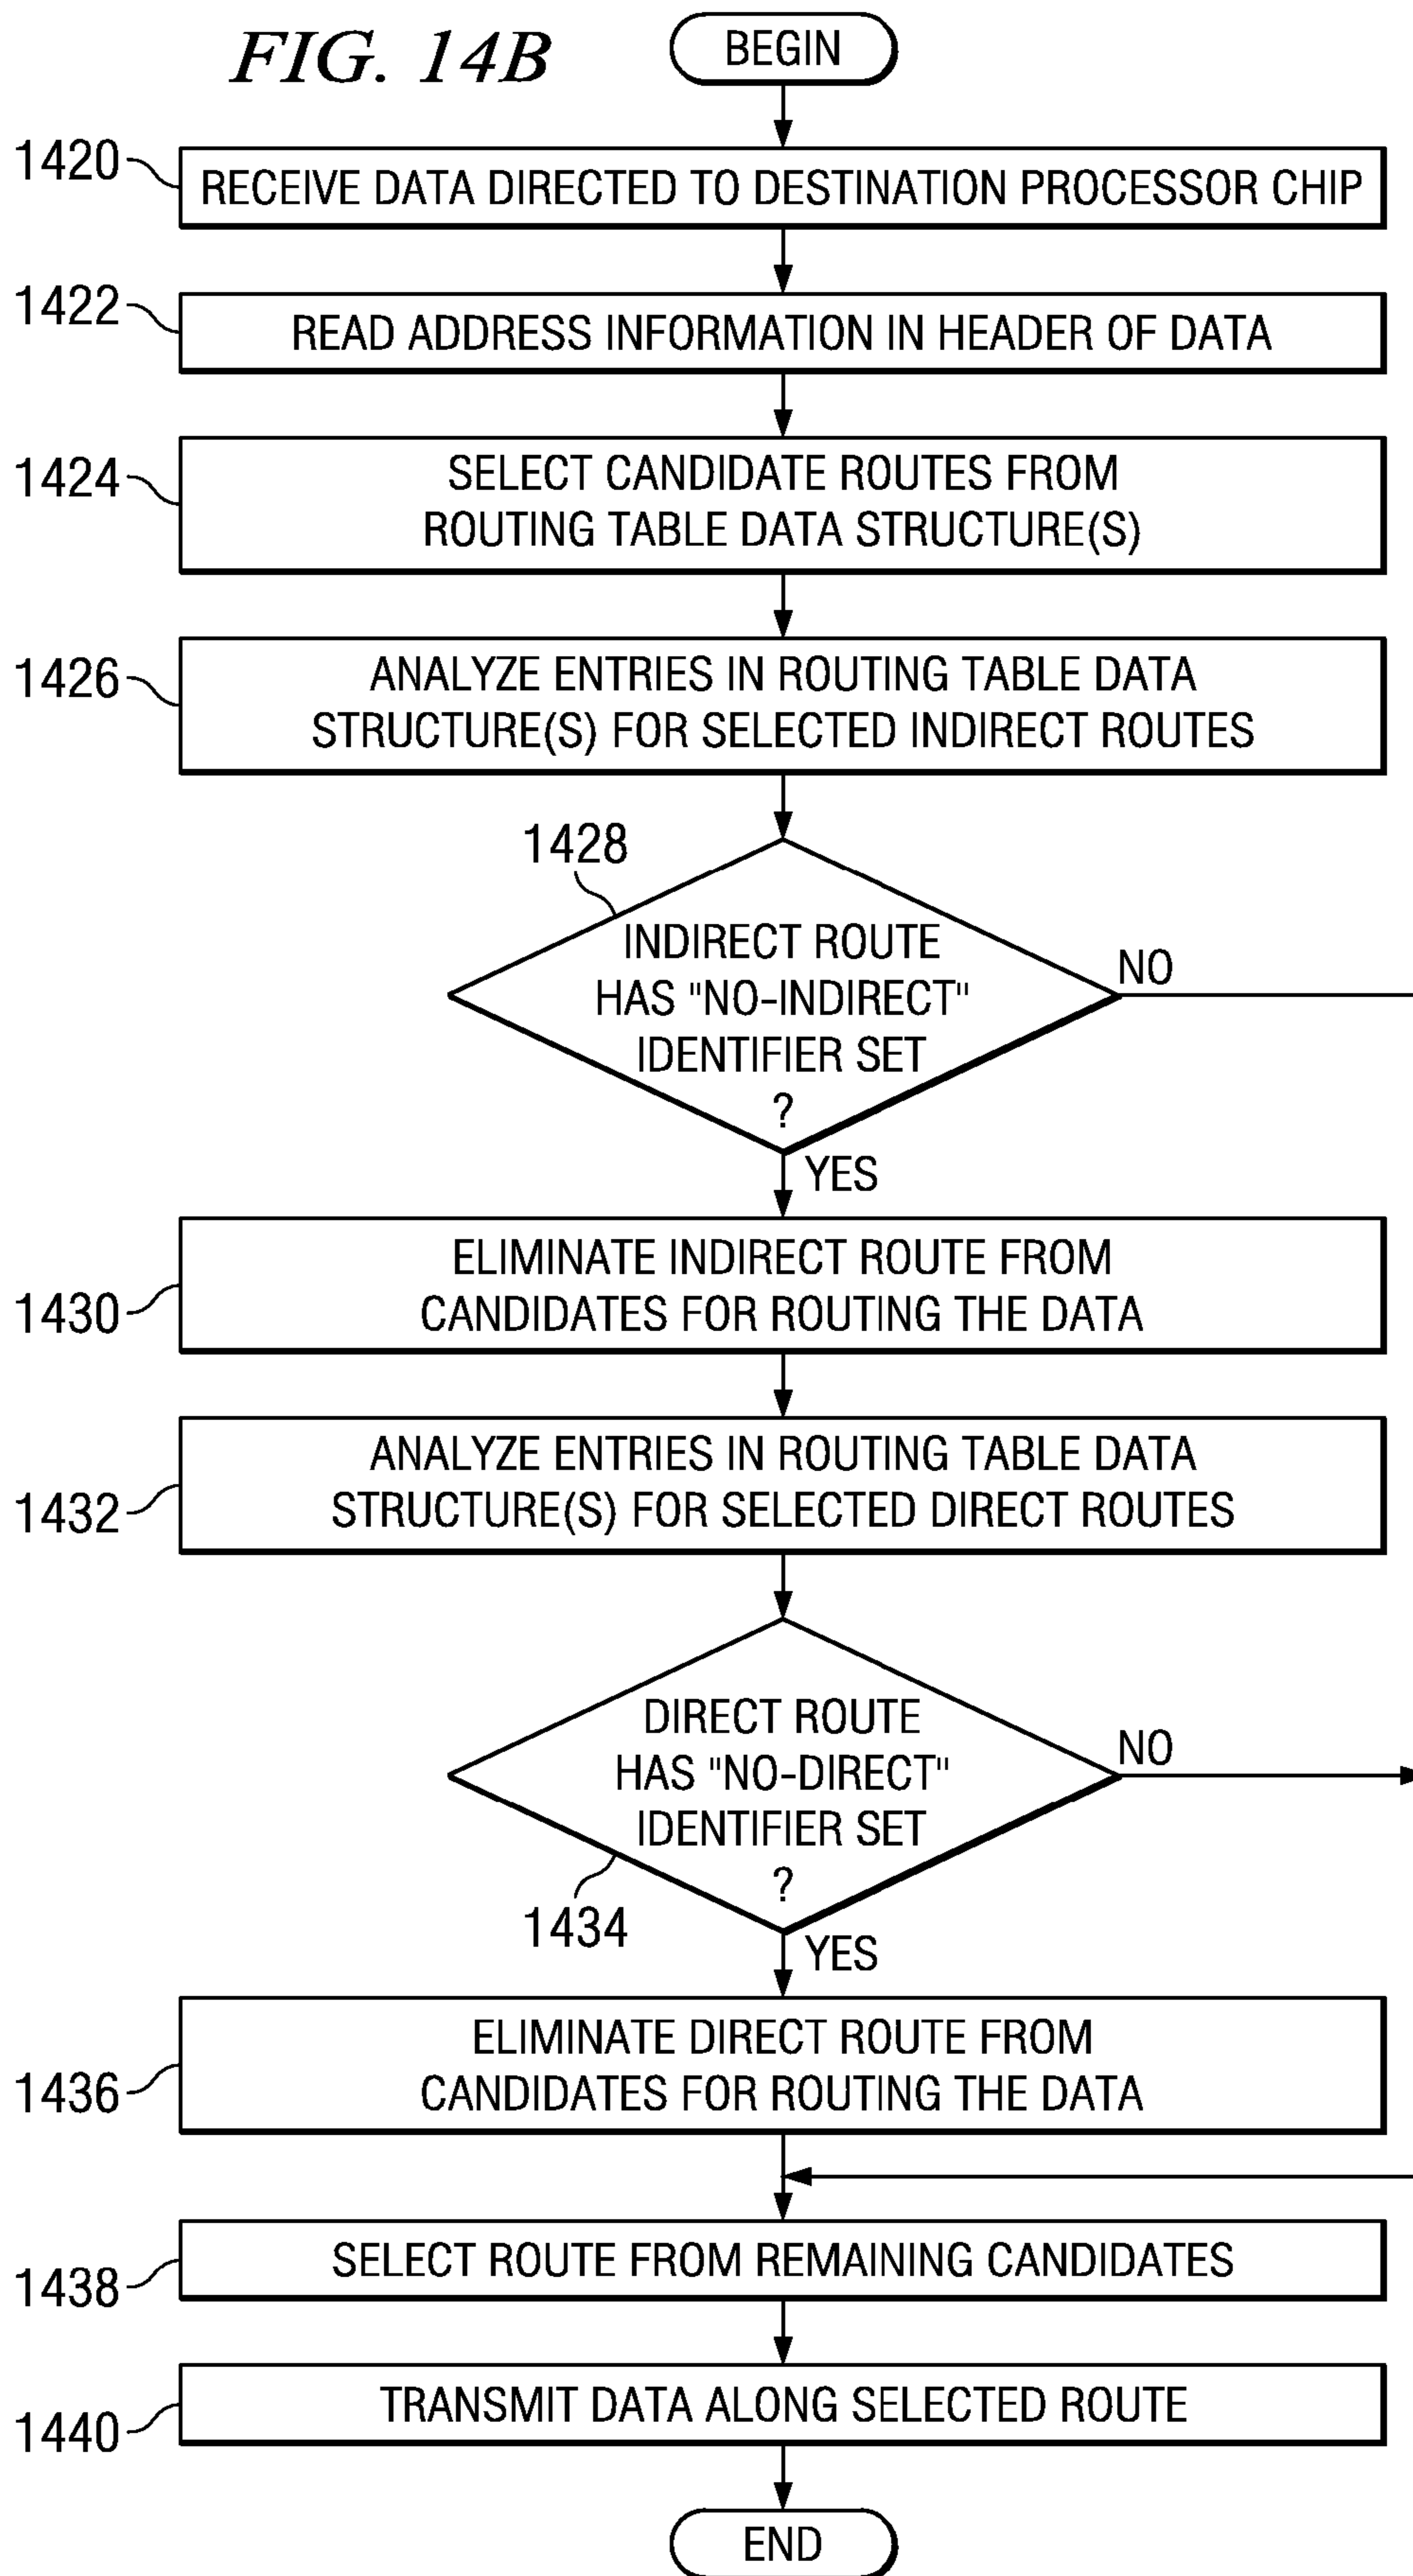 FIG. 14B
BEGIN
1420
RECEIVE DATA DIRECTED TO DESTINATION PROCESSOR CHIP
1422
READ ADDRESS INFORMATION IN HEADER OF DATA
1424
SELECT CANDIDATE ROUTES FROM
ROUTING TABLE DATA STRUCTURE(S)
1426
ANALYZE ENTRIES IN ROUTING TABLE DATA
STRUCTURE(S) FOR SELECTED INDIRECT ROUTES
1428
INDIRECT ROUTE
HAS "NO-INDIRECT"
IDENTIFIER SET
?
NO
YES
1430
ELIMINATE INDIRECT ROUTE FROM
CANDIDATES FOR ROUTING THE DATA
1432
ANALYZE ENTRIES IN ROUTING TABLE DATA
STRUCTURE(S) FOR SELECTED DIRECT ROUTES
DIRECT ROUTE
HAS "NO-DIRECT"
IDENTIFIER SET
?
NO
1434
YES
1436
ELIMINATE DIRECT ROUTE FROM
CANDIDATES FOR ROUTING THE DATA
1438
SELECT ROUTE FROM REMAINING CANDIDATES
1440
TRANSMIT DATA ALONG SELECTED ROUTE
END